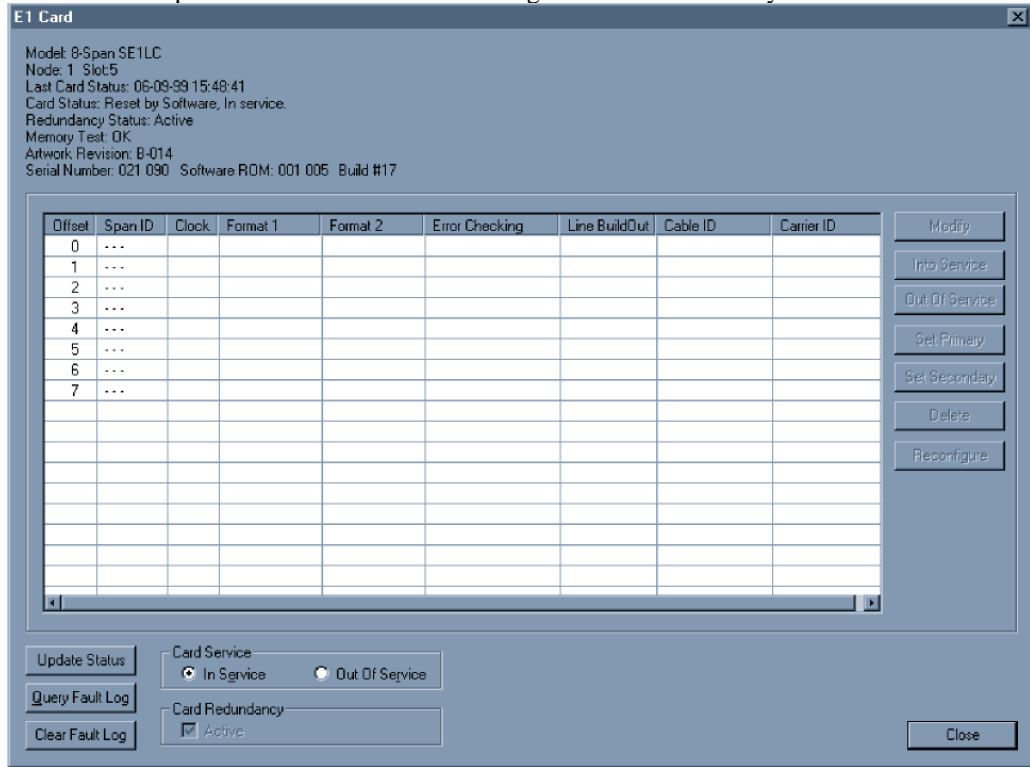 E1 Card
Model: 8-Span SE1LC
Node: 1 Slot:5
Last Card Status: 06-09-99 15:48:41
Card Status: Reset by Software, In service.
Redundancy Status: Active
Memory Test: OK
Artwork Revision: B-014
Serial Number: 021 090 Software ROM: 001 005 Build #17
Offset Span ID Clock Format 1 Format 2 Error Checking Line BuildOut Cable ID Carrier ID
0 - - -
1 - - -
2 - - -
3 - - -
4 - - -
5 - - -
6 - - -
7 - - -
Modify
Into Service
Out Of Service
Set Primary
Set Secondary
Delete
Reconfigure
Update Status
Query Fault Log
Clear Fault Log
Card Service
In Service Out Of Service
Card Redundancy
Active
Close